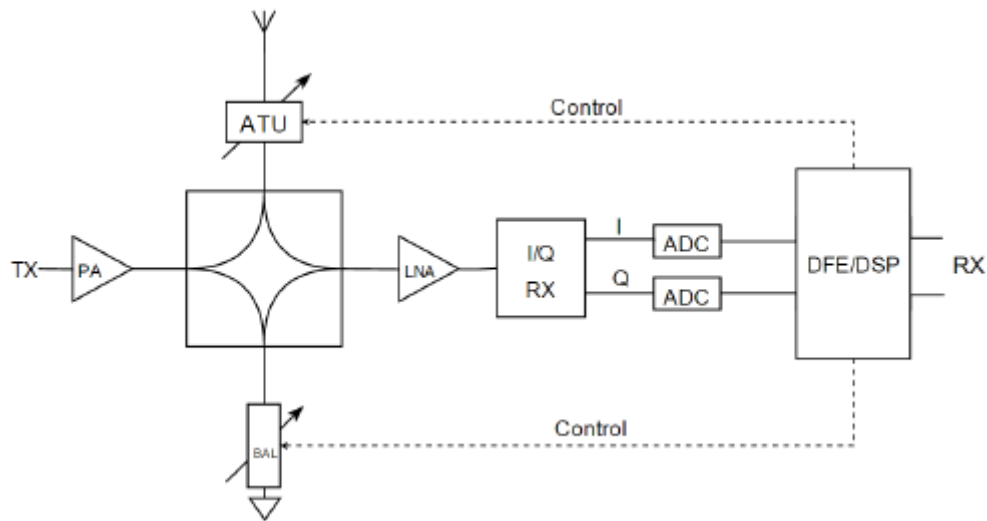 Control
ATU
I
ADC
TX
PA
LNA
I/Q
RX
DFE/DSP
RX
Q
ADC
Control
BAL